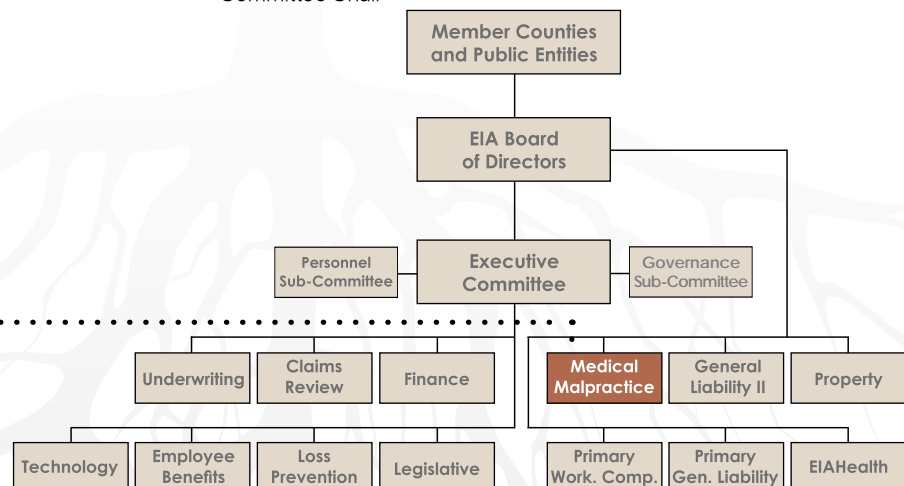 Committee Chair
Member Counties
and Public Entities
EIA Board
of Directors
Personnel
Sub-Committee
Executive
Committee
Governance
Sub-Committee
Underwriting
Claims
Review
Finance
Medical
Malpractice
General
Liability II
Property
Technology
Employee
Benefits
Loss
Prevention
Legislative
Primary
Work. Comp.
Primary
Gen. Liability
EIAHealth